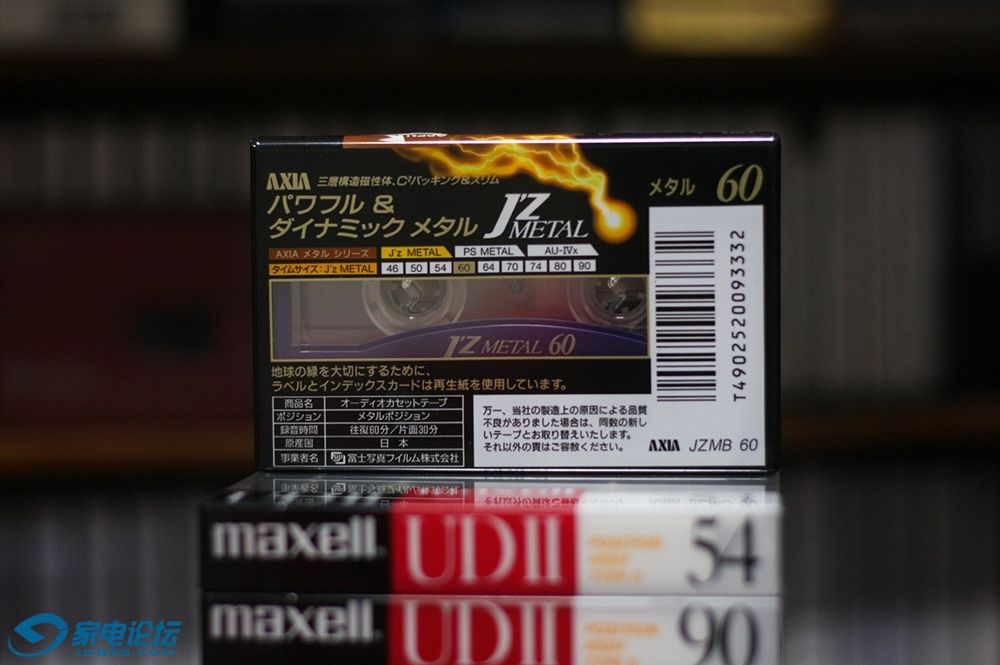 AXIA 三層構造磁性体、C²バッキング&スリム
パワフル &
ダイナミック メタル
J'Z
METAL
メタル 60
AXIA メタル シリーズ J'z METAL PS METAL AU-IVx
タイムサイズ:J'z METAL 46 50 54 60 64 70 74 80 90
J'Z METAL 60
T4902520093332
地球の緑を大切にするために、
ラベルとインデックスカードは再生紙を使用しています。
商品名 オーディオカセットテープ
ポジション メタルポジション
録音時間 往復60分/片面30分
原産国 日本
事業者名 富士写真フイルム株式会社
万一、当社の製造上の原因による品質
不良がありました場合は、同数の新し
いテープとお取り替えいたします。
それ以外の責はご容赦ください。
AXIA JZMB 60
maxell UDII 54
maxell UDII 90
家电论坛
JDBBS.COM